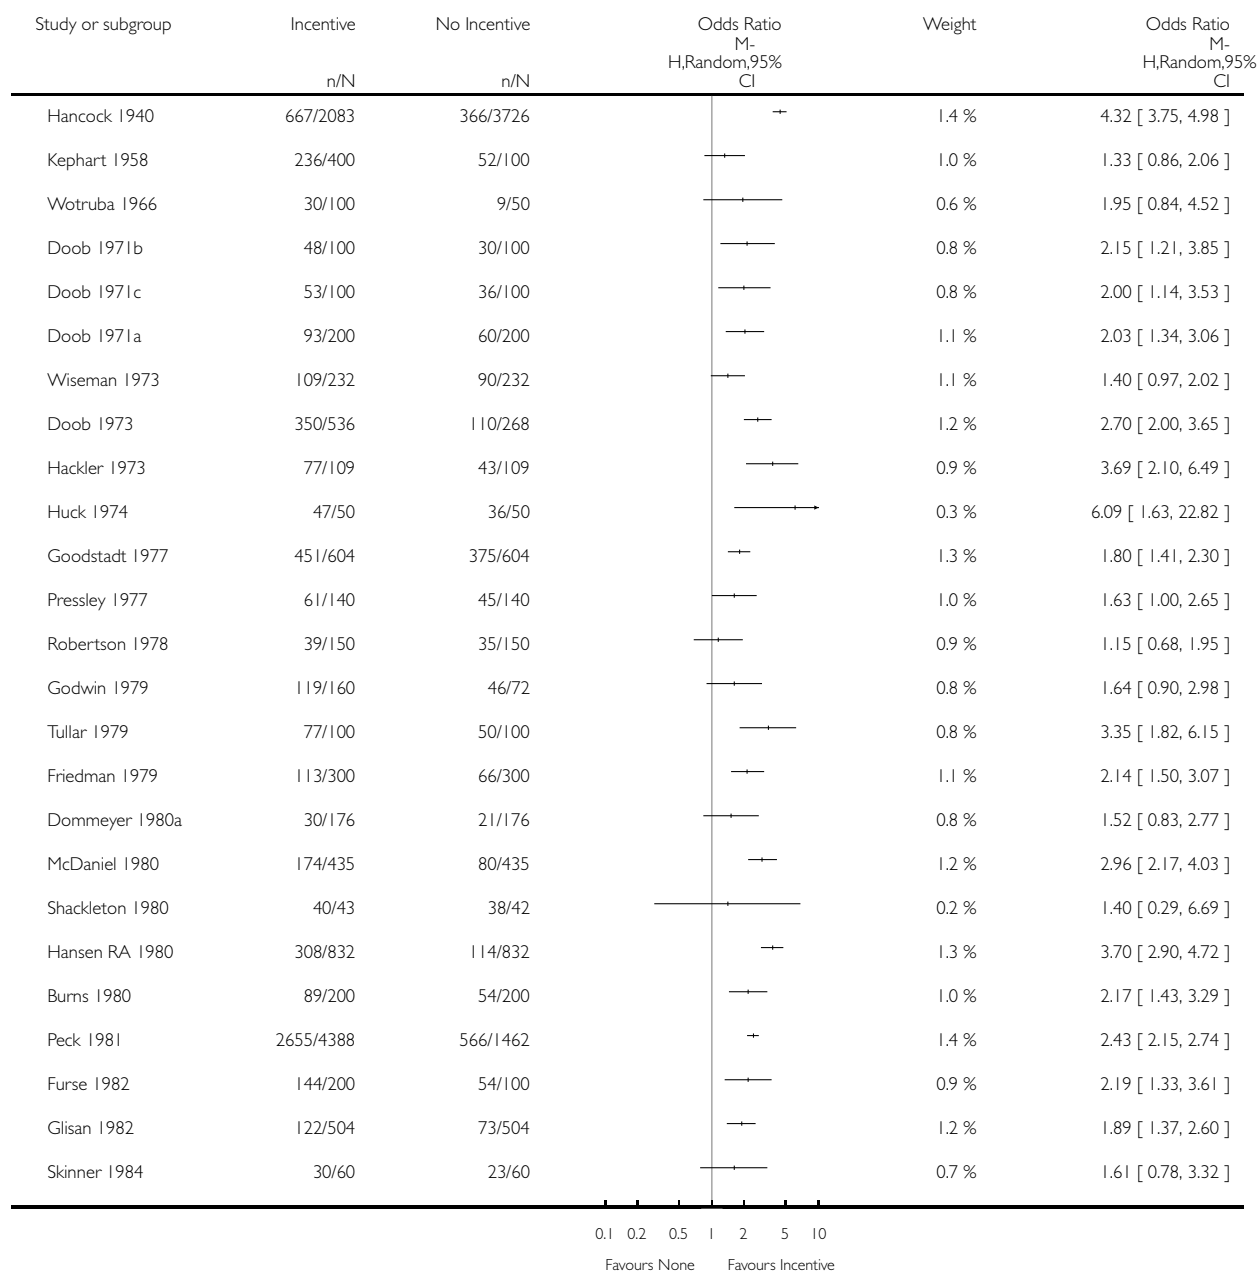 Study or subgroup Incentive No Incentive Odds Ratio Weight Odds Ratio
M- M-
H,Random,95% H,Random,95%
n/N n/N CI CI
Hancock 1940 667/2083 366/3726 1.4 % 4.32 [ 3.75, 4.98 ]
Kephart 1958 236/400 52/100 1.0 % 1.33 [ 0.86, 2.06 ]
Wotruba 1966 30/100 9/50 0.6 % 1.95 [ 0.84, 4.52 ]
Doob 1971b 48/100 30/100 0.8 % 2.15 [ 1.21, 3.85 ]
Doob 1971c 53/100 36/100 0.8 % 2.00 [ 1.14, 3.53 ]
Doob 1971a 93/200 60/200 1.1 % 2.03 [ 1.34, 3.06 ]
Wiseman 1973 109/232 90/232 1.1 % 1.40 [ 0.97, 2.02 ]
Doob 1973 350/536 110/268 1.2 % 2.70 [ 2.00, 3.65 ]
Hackler 1973 77/109 43/109 0.9 % 3.69 [ 2.10, 6.49 ]
Huck 1974 47/50 36/50 0.3 % 6.09 [ 1.63, 22.82 ]
Goodstadt 1977 451/604 375/604 1.3 % 1.80 [ 1.41, 2.30 ]
Pressley 1977 61/140 45/140 1.0 % 1.63 [ 1.00, 2.65 ]
Robertson 1978 39/150 35/150 0.9 % 1.15 [ 0.68, 1.95 ]
Godwin 1979 119/160 46/72 0.8 % 1.64 [ 0.90, 2.98 ]
Tullar 1979 77/100 50/100 0.8 % 3.35 [ 1.82, 6.15 ]
Friedman 1979 113/300 66/300 1.1 % 2.14 [ 1.50, 3.07 ]
Dommeyer 1980a 30/176 21/176 0.8 % 1.52 [ 0.83, 2.77 ]
McDaniel 1980 174/435 80/435 1.2 % 2.96 [ 2.17, 4.03 ]
Shackleton 1980 40/43 38/42 0.2 % 1.40 [ 0.29, 6.69 ]
Hansen RA 1980 308/832 114/832 1.3 % 3.70 [ 2.90, 4.72 ]
Burns 1980 89/200 54/200 1.0 % 2.17 [ 1.43, 3.29 ]
Peck 1981 2655/4388 566/1462 1.4 % 2.43 [ 2.15, 2.74 ]
Furse 1982 144/200 54/100 0.9 % 2.19 [ 1.33, 3.61 ]
Glisan 1982 122/504 73/504 1.2 % 1.89 [ 1.37, 2.60 ]
Skinner 1984 30/60 23/60 0.7 % 1.61 [ 0.78, 3.32 ]
0.1 0.2 0.5 1 2 5 10
Favours None Favours Incentive